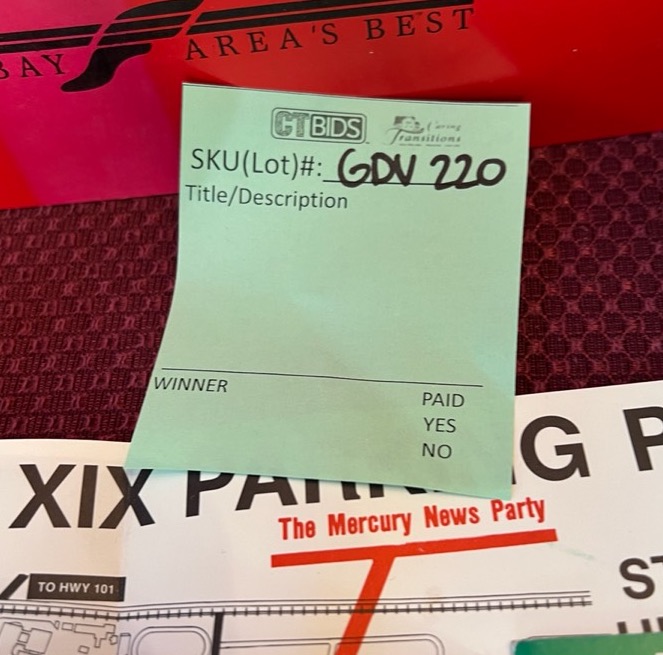 BAY AREA'S BEST
CTBIDS Caring Transitions
SKU(Lot)#: GDV 220
Title/Description
WINNER
PAID
YES
NO
XIX PARKING P
The Mercury News Party
TO HWY 101
ST